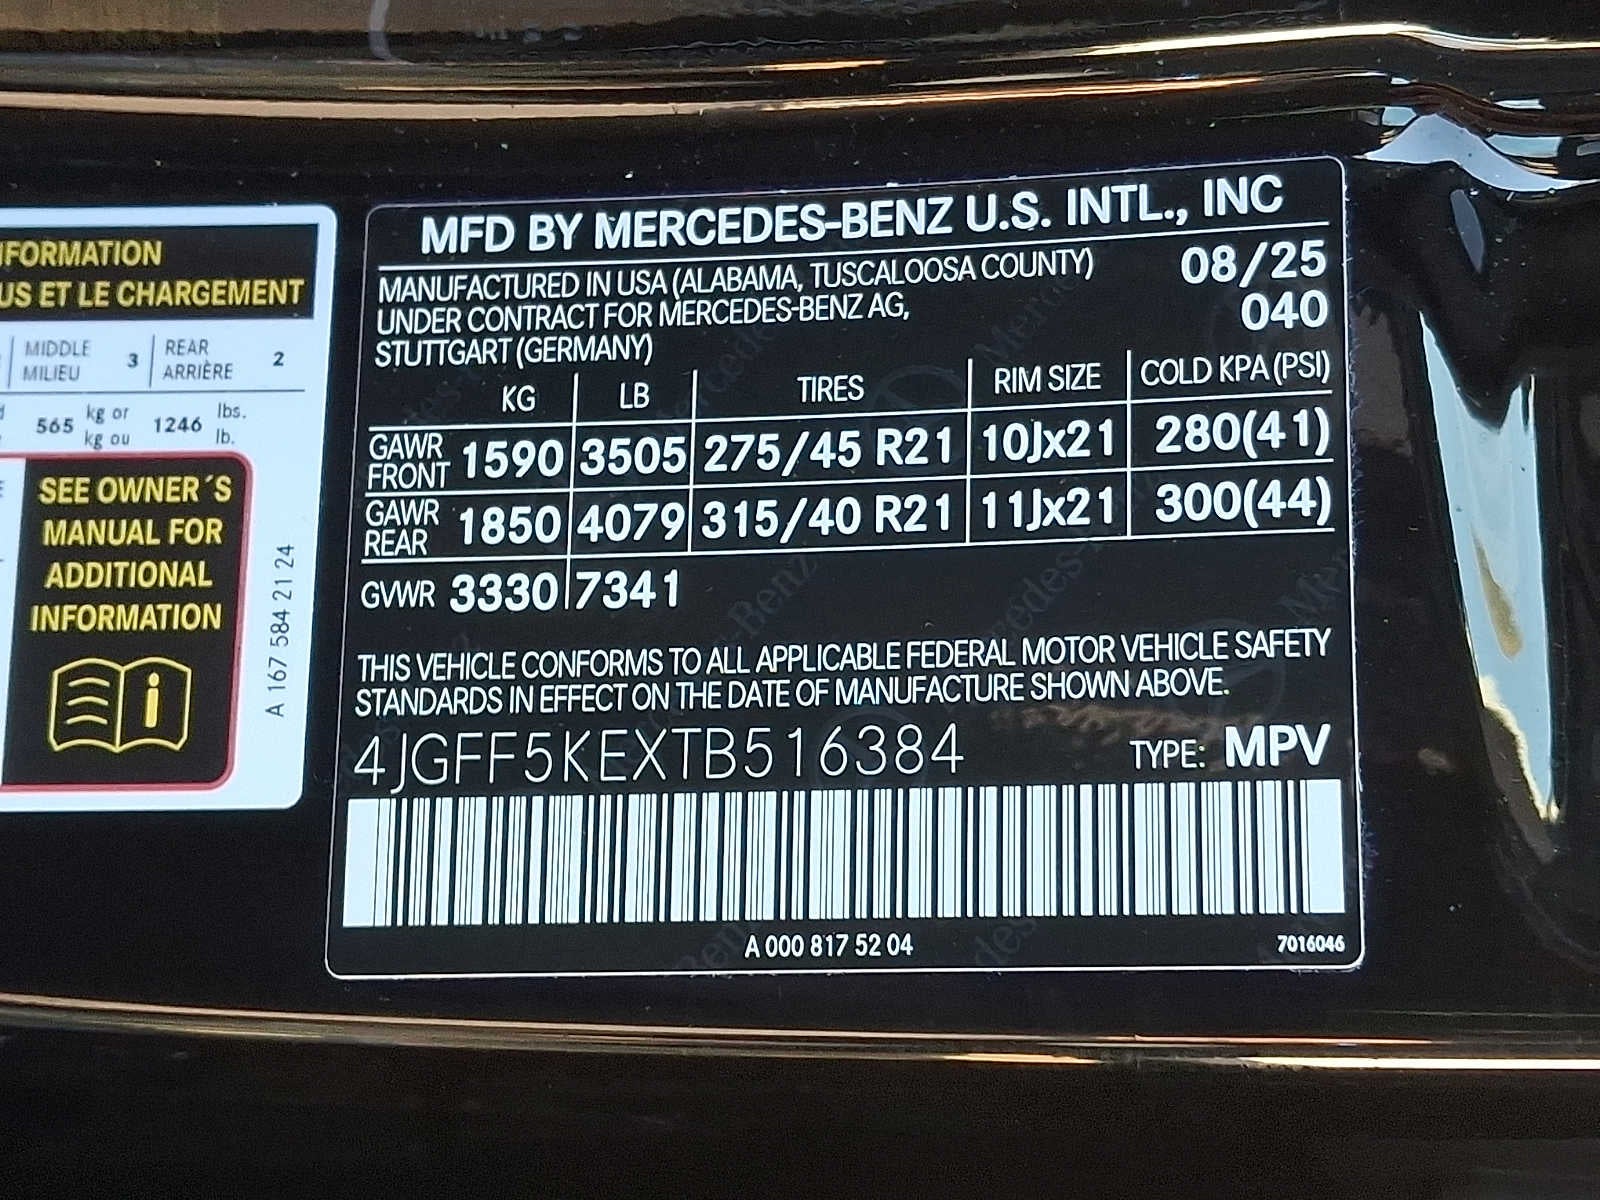 NFORMATION
US ET LE CHARGEMENT
MIDDLE
MILIEU
3
REAR
ARRIÈRE
2
565
kg or
kg ou
1246
lbs.
lb.
SEE OWNER´S
MANUAL FOR
ADDITIONAL
INFORMATION
i
A 167 584 21 24
MFD BY MERCEDES-BENZ U.S. INTL., INC
MANUFACTURED IN USA (ALABAMA, TUSCALOOSA COUNTY) 08/25
UNDER CONTRACT FOR MERCEDES-BENZ AG, 040
STUTTGART (GERMANY)
KG LB TIRES RIM SIZE COLD KPA (PSI)
GAWR
FRONT 1590 3505 275/45 R21 10Jx21 280(41)
GAWR
REAR 1850 4079 315/40 R21 11Jx21 300(44)
GVWR 3330 7341
THIS VEHICLE CONFORMS TO ALL APPLICABLE FEDERAL MOTOR VEHICLE SAFETY
STANDARDS IN EFFECT ON THE DATE OF MANUFACTURE SHOWN ABOVE.
4JGFF5KEXTB516384 TYPE: MPV
A 000 817 52 04 7016046